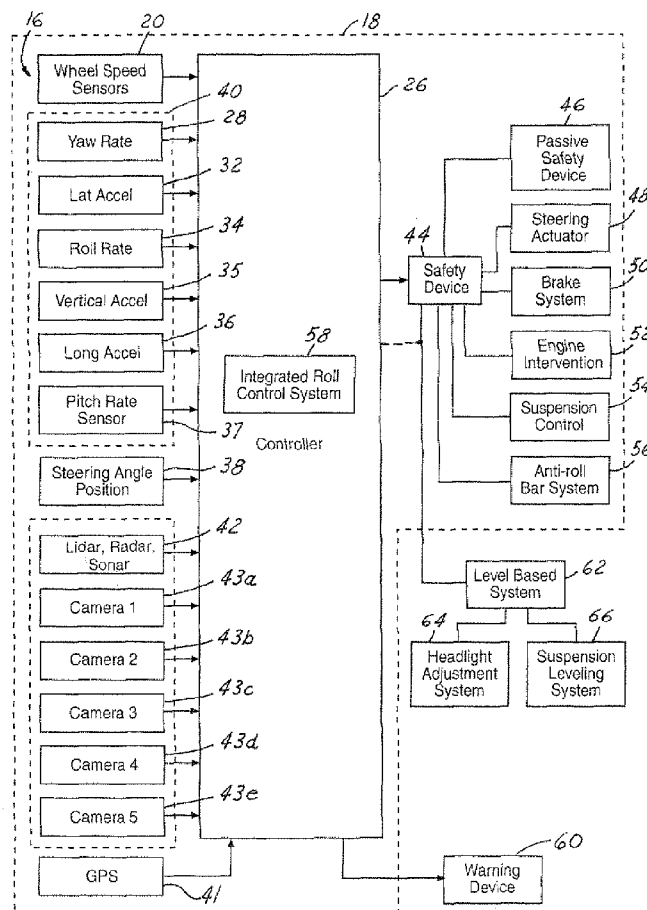 18
16
20
Wheel Speed
Sensors
40
28
Yaw Rate
32
Lat Accel
34
Roll Rate
35
Vertical Accel
36
Long Accel
Pitch Rate
Sensor
37
38
Steering Angle
Position
42
Lidar, Radar,
Sonar
43a
Camera 1
43b
Camera 2
43c
Camera 3
43d
Camera 4
43e
Camera 5
GPS
41
26
58
Integrated Roll
Control System
Controller
44
Safety
Device
46
Passive
Safety
Device
48
Steering
Actuator
50
Brake
System
52
Engine
Intervention
54
Suspension
Control
56
Anti-roll
Bar System
62
Level Based
System
64
Headlight
Adjustment
System
66
Suspension
Leveling
System
60
Warning
Device